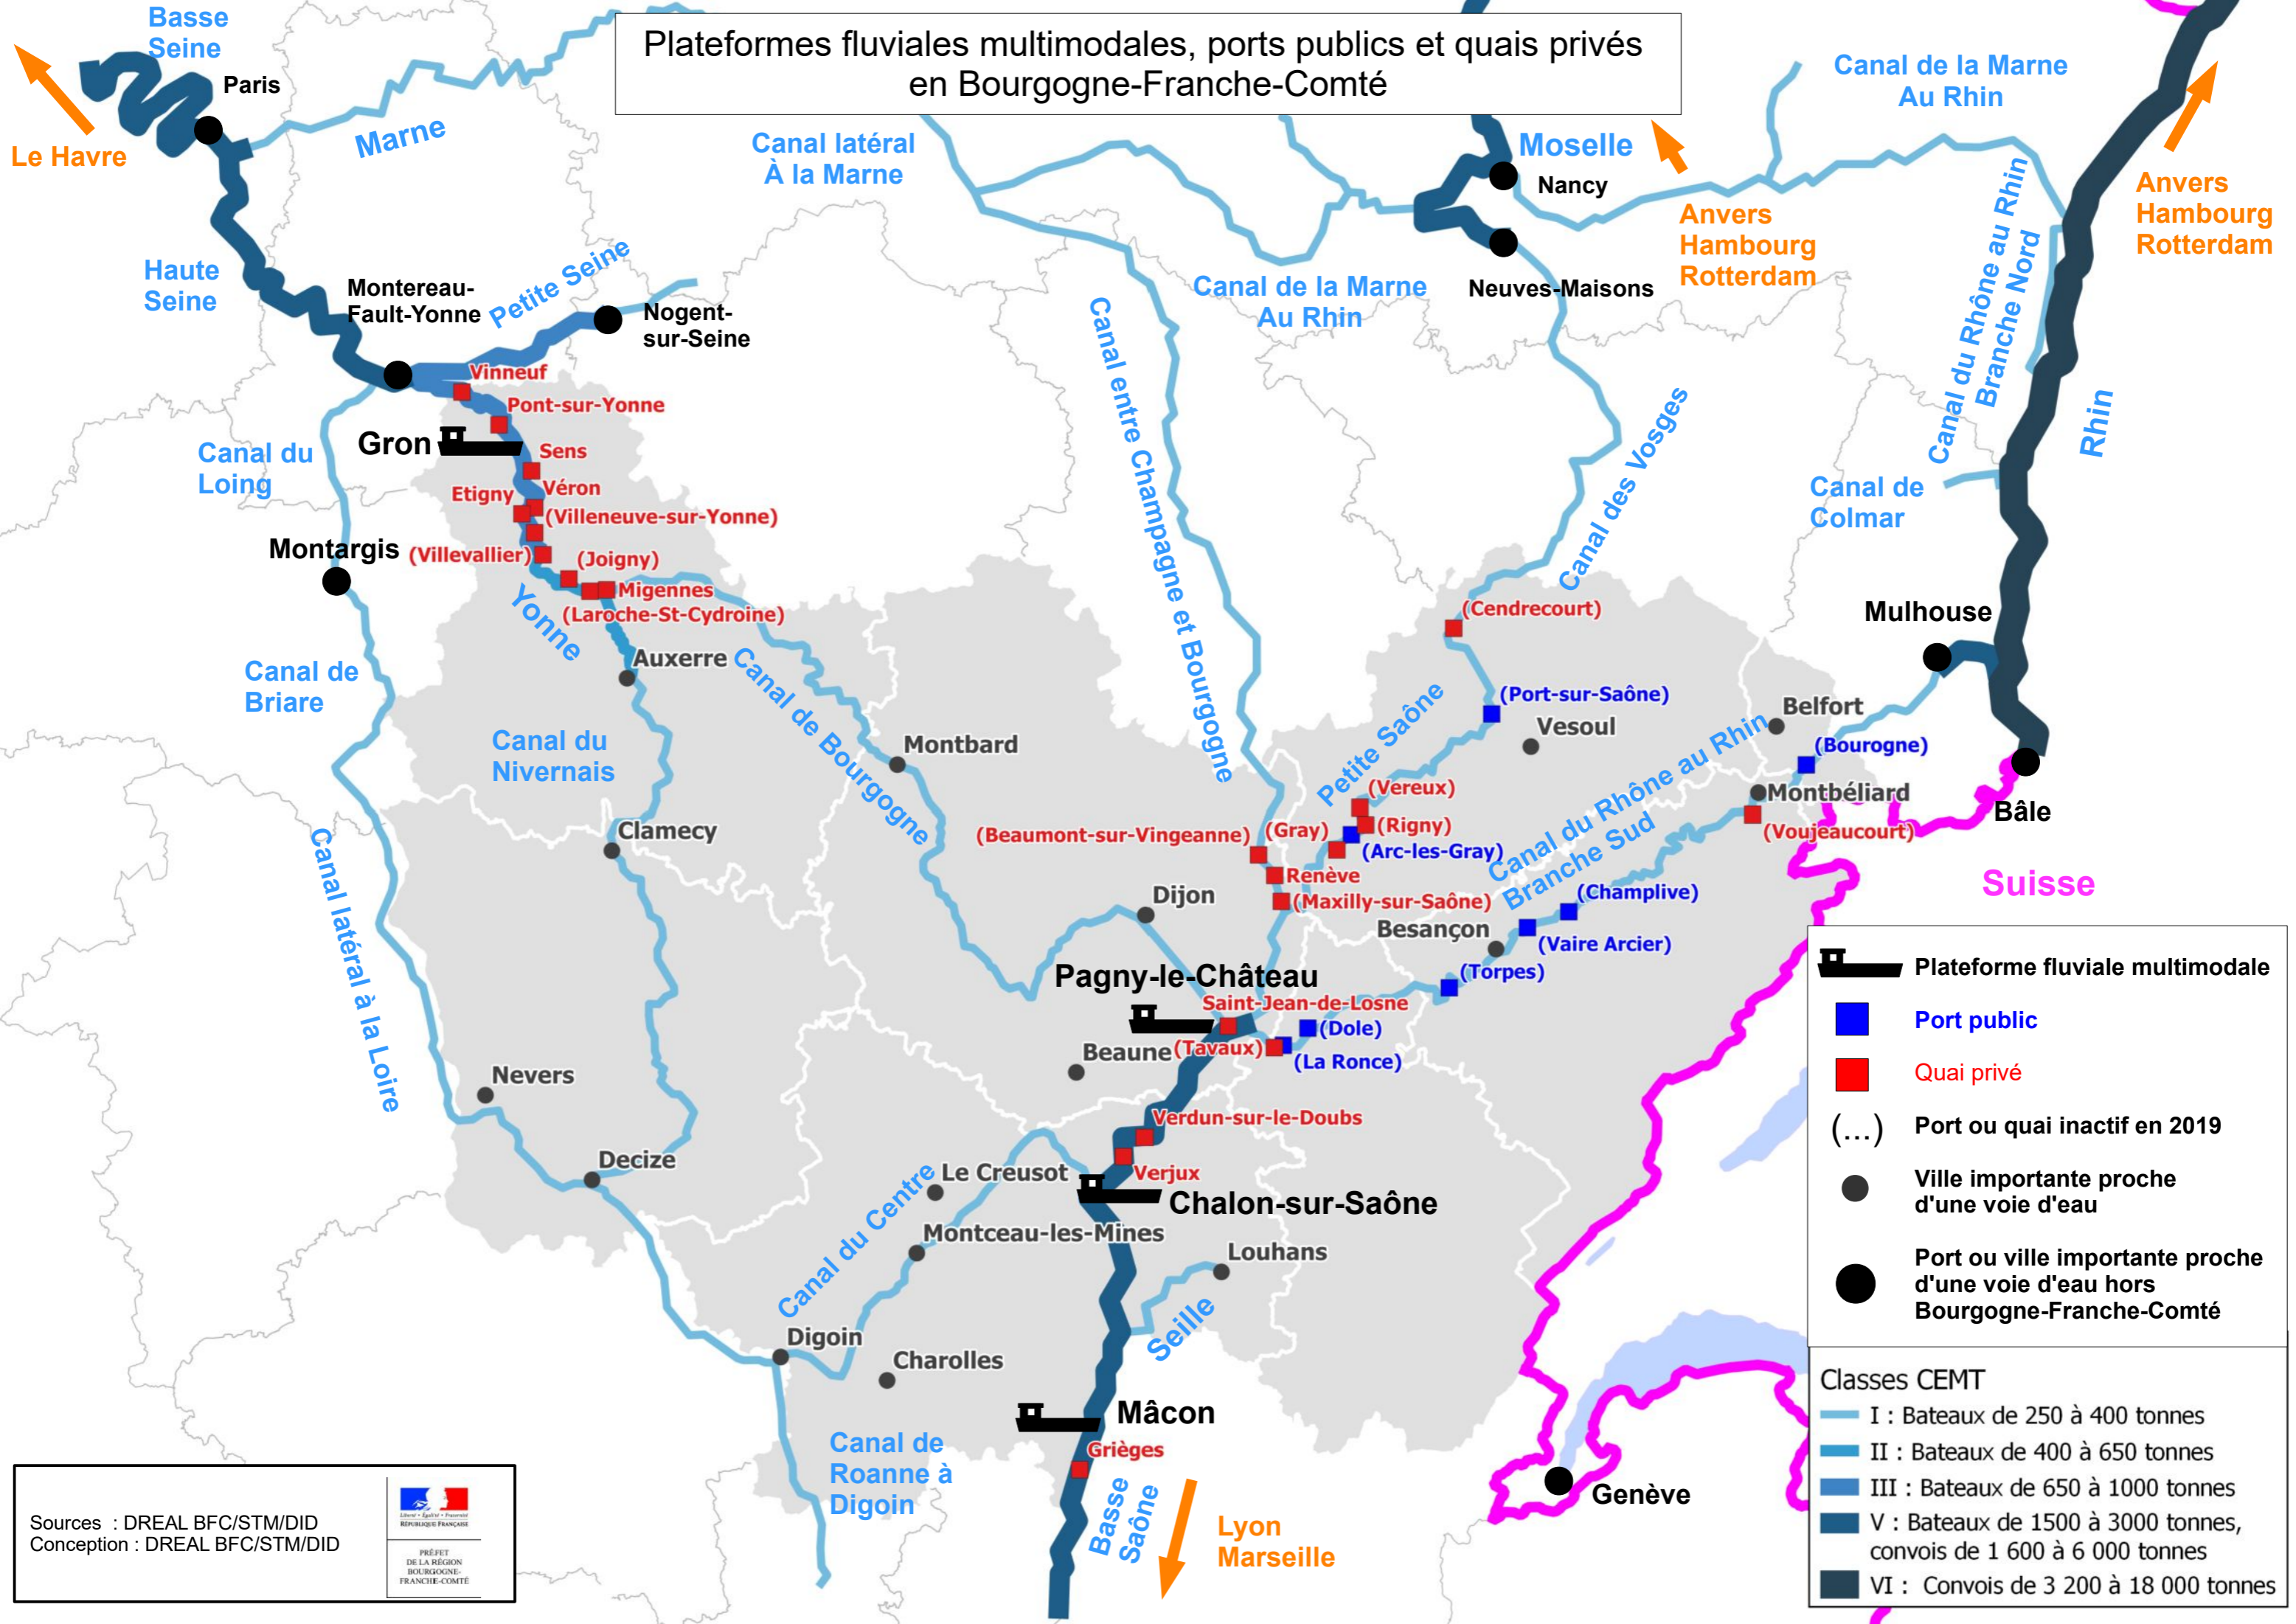 Plateformes fluviales multimodales, ports publics et quais privés
en Bourgogne-Franche-Comté
Basse
Seine
Paris
Le Havre
Marne
Canal latéral
À la Marne
Moselle
Nancy
Canal de la Marne
Au Rhin
Anvers
Hambourg
Rotterdam
Anvers
Hambourg
Rotterdam
Haute
Seine
Montereau-
Fault-Yonne
Petite Seine
Nogent-
sur-Seine
Canal de la Marne
Au Rhin
Neuves-Maisons
Canal du Rhône au Rhin
Branche Nord
Rhin
Canal entre Champagne et Bourgogne
Canal des Vosges
Vinneuf
Pont-sur-Yonne
Gron
Sens
Canal du
Loing
Etigny
Véron
(Villeneuve-sur-Yonne)
Canal de
Colmar
Montargis
(Villevallier)
(Joigny)
Migennes
(Laroche-St-Cydroine)
Yonne
(Cendrecourt)
Mulhouse
Auxerre
Canal de
Briare
Canal de Bourgogne
(Port-sur-Saône)
Vesoul
Petite Saône
Belfort
(Bourogne)
Canal du
Nivernais
Montbard
(Vereux)
Canal du Rhône au Rhin
Branche Sud
Montbéliard
(Voujeaucourt)
Bâle
Clamecy
(Beaumont-sur-Vingeanne)
(Gray)
(Rigny)
(Arc-les-Gray)
Renève
(Maxilly-sur-Saône)
(Champlive)
Suisse
Canal latéral à la Loire
Dijon
Besançon
(Vaire Arcier)
(Torpes)
Pagny-le-Château
Saint-Jean-de-Losne
(Dole)
Beaune
(Tavaux)
(La Ronce)
Nevers
Verdun-sur-le-Doubs
Decize
Le Creusot
Verjux
Chalon-sur-Saône
Canal du Centre
Montceau-les-Mines
Louhans
Seille
Digoin
Charolles
Mâcon
Grièges
Canal de
Roanne à
Digoin
Basse
Saône
Lyon
Marseille
Genève
Plateforme fluviale multimodale
Port public
Quai privé
(...) Port ou quai inactif en 2019
Ville importante proche
d'une voie d'eau
Port ou ville importante proche
d'une voie d'eau hors
Bourgogne-Franche-Comté
Classes CEMT
I : Bateaux de 250 à 400 tonnes
II : Bateaux de 400 à 650 tonnes
III : Bateaux de 650 à 1000 tonnes
V : Bateaux de 1500 à 3000 tonnes,
convois de 1 600 à 6 000 tonnes
VI : Convois de 3 200 à 18 000 tonnes
Sources : DREAL BFC/STM/DID
Conception : DREAL BFC/STM/DID
Liberté • Égalité • Fraternité
RÉPUBLIQUE FRANÇAISE
PRÉFET
DE LA RÉGION
BOURGOGNE-
FRANCHE-COMTÉ